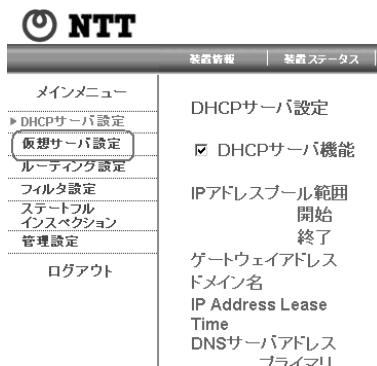 NTT
装置情報
装置ステータス
メインメニュー
DHCPサーバ設定
仮想サーバ設定
ルーティング設定
フィルタ設定
ステートフル
インスペクション
管理設定
ログアウト
DHCPサーバ設定
DHCPサーバ機能
IPアドレスプール範囲
開始
終了
ゲートウェイアドレス
ドメイン名
IP Address Lease
Time
DNSサーバアドレス
プライマリ